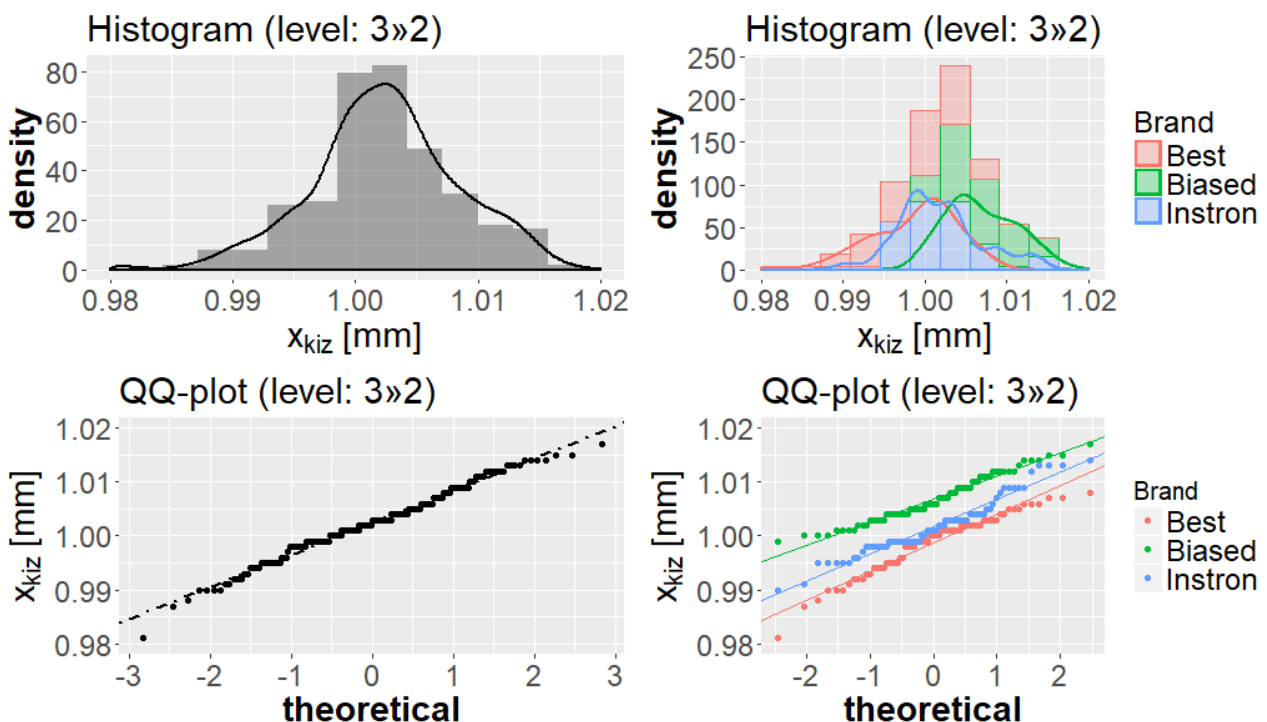 Histogram (level: 3»2)
density
80
60
40
20
0
0.98 0.99 1.00 1.01 1.02
xkiz [mm]
Histogram (level: 3»2)
density
250
200
150
100
50
0
0.98 0.99 1.00 1.01 1.02
xkiz [mm]
Brand
Best
Biased
Instron
QQ-plot (level: 3»2)
xkiz [mm]
1.02
1.01
1.00
0.99
0.98
-3 -2 -1 0 1 2 3
theoretical
QQ-plot (level: 3»2)
xkiz [mm]
1.02
1.01
1.00
0.99
0.98
-2 -1 0 1 2
theoretical
Brand
Best
Biased
Instron